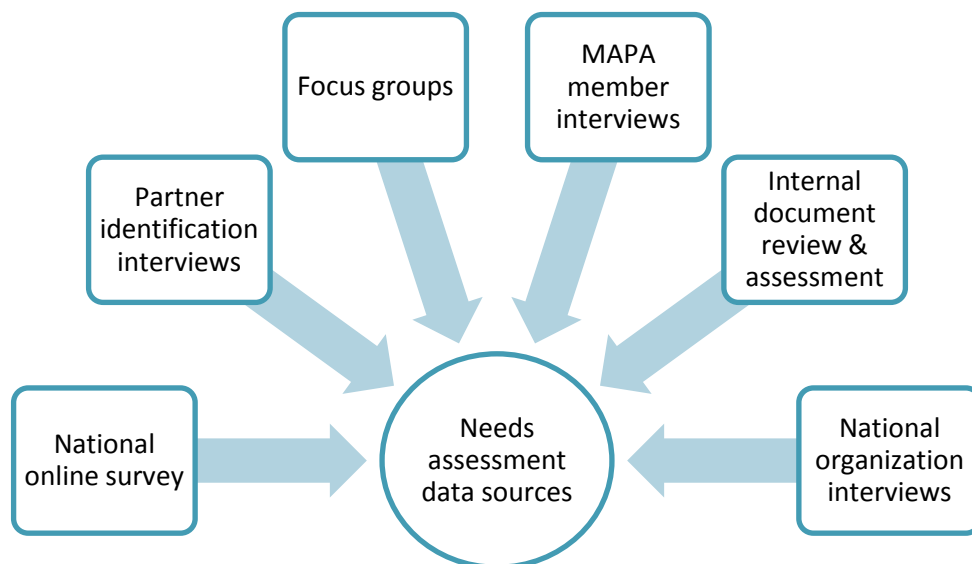 Focus groups
MAPA
member
interviews
Partner
identification
interviews
Internal
document
review &
assessment
National
online survey
Needs
assessment
data sources
National
organization
interviews